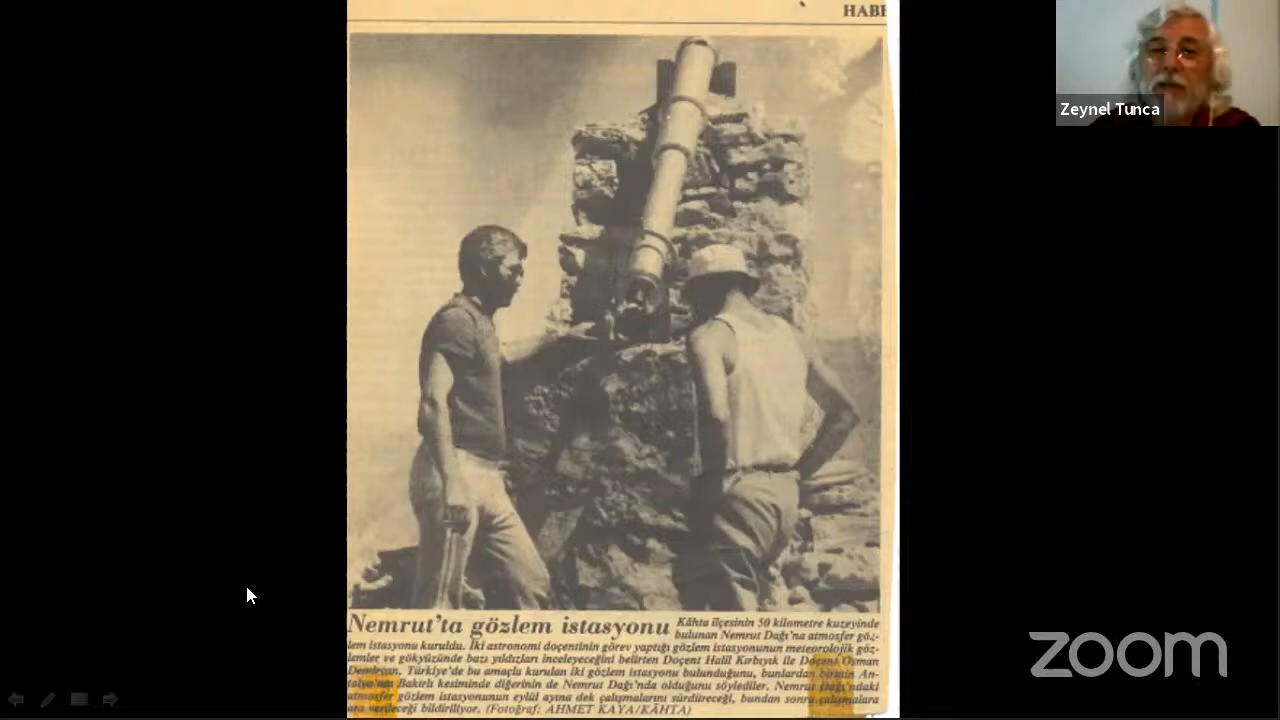 HABE
Zeynel Tunca
Nemrut'ta gözlem istasyonu
Kâhta ilçesinin 50 kilometre kuzeyinde
bulunan Nemrut Dağı'na atmosfer göz-
lem istasyonu kuruldu. İki astronomi doçentinin görev yaptığı gözlem istasyonunun meteorolojik göz-
lemler ve gökyüzünde bazı yıldızları inceleyeceğini belirten Doçent Halil Kırbıyık ile Doçent Osman
Demircan, Türkiye'de bu amaçla kurulan iki gözlem istasyonu bulunduğunu, bunlardan birinin An-
talya'nın Bakırlı kesiminde diğerinin de Nemrut Dağı'nda olduğunu söylediler. Nemrut Dağı'ndaki
atmosfer gözlem istasyonunun eylül ayına dek çalışmalarını sürdüreceği, bundan sonra çalışmalara
ara verileceği bildiriliyor. (Fotoğraf: AHMET KAYA/KÂHTA)
zoom